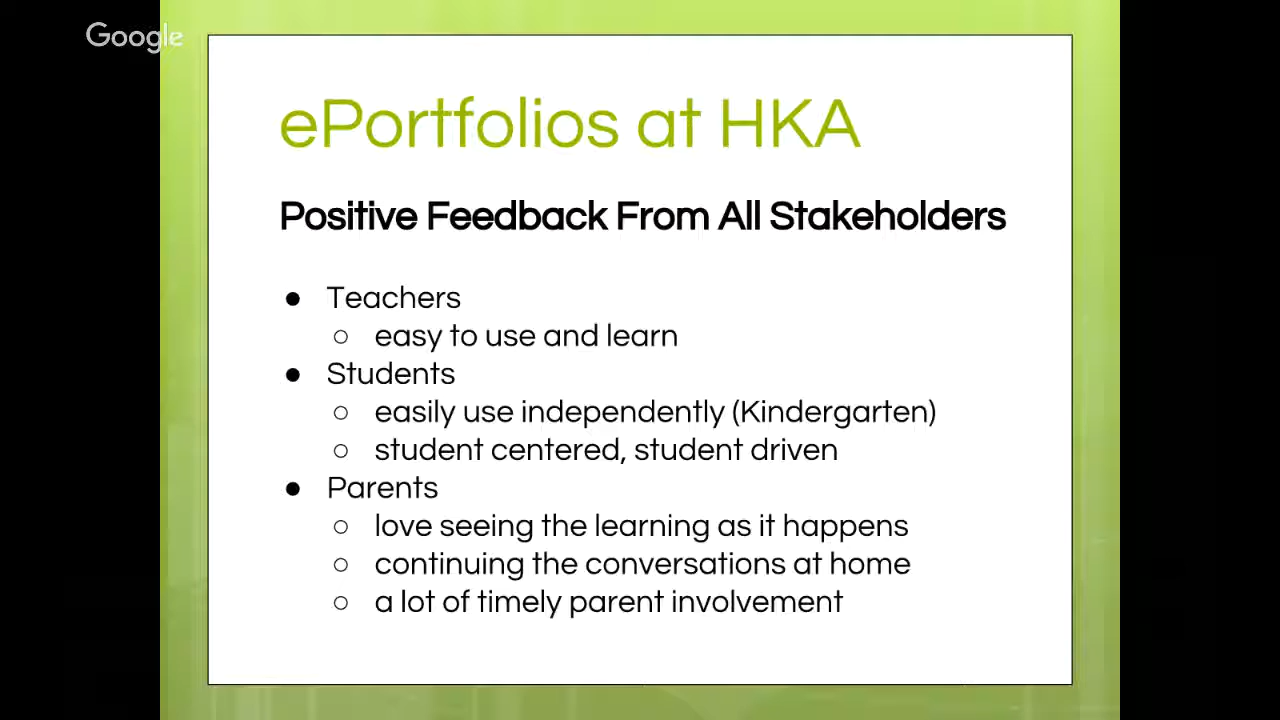 Google
ePortfolios at HKA
Positive Feedback From All Stakeholders
● Teachers
○ easy to use and learn
● Students
○ easily use independently (Kindergarten)
○ student centered, student driven
● Parents
○ love seeing the learning as it happens
○ continuing the conversations at home
○ a lot of timely parent involvement